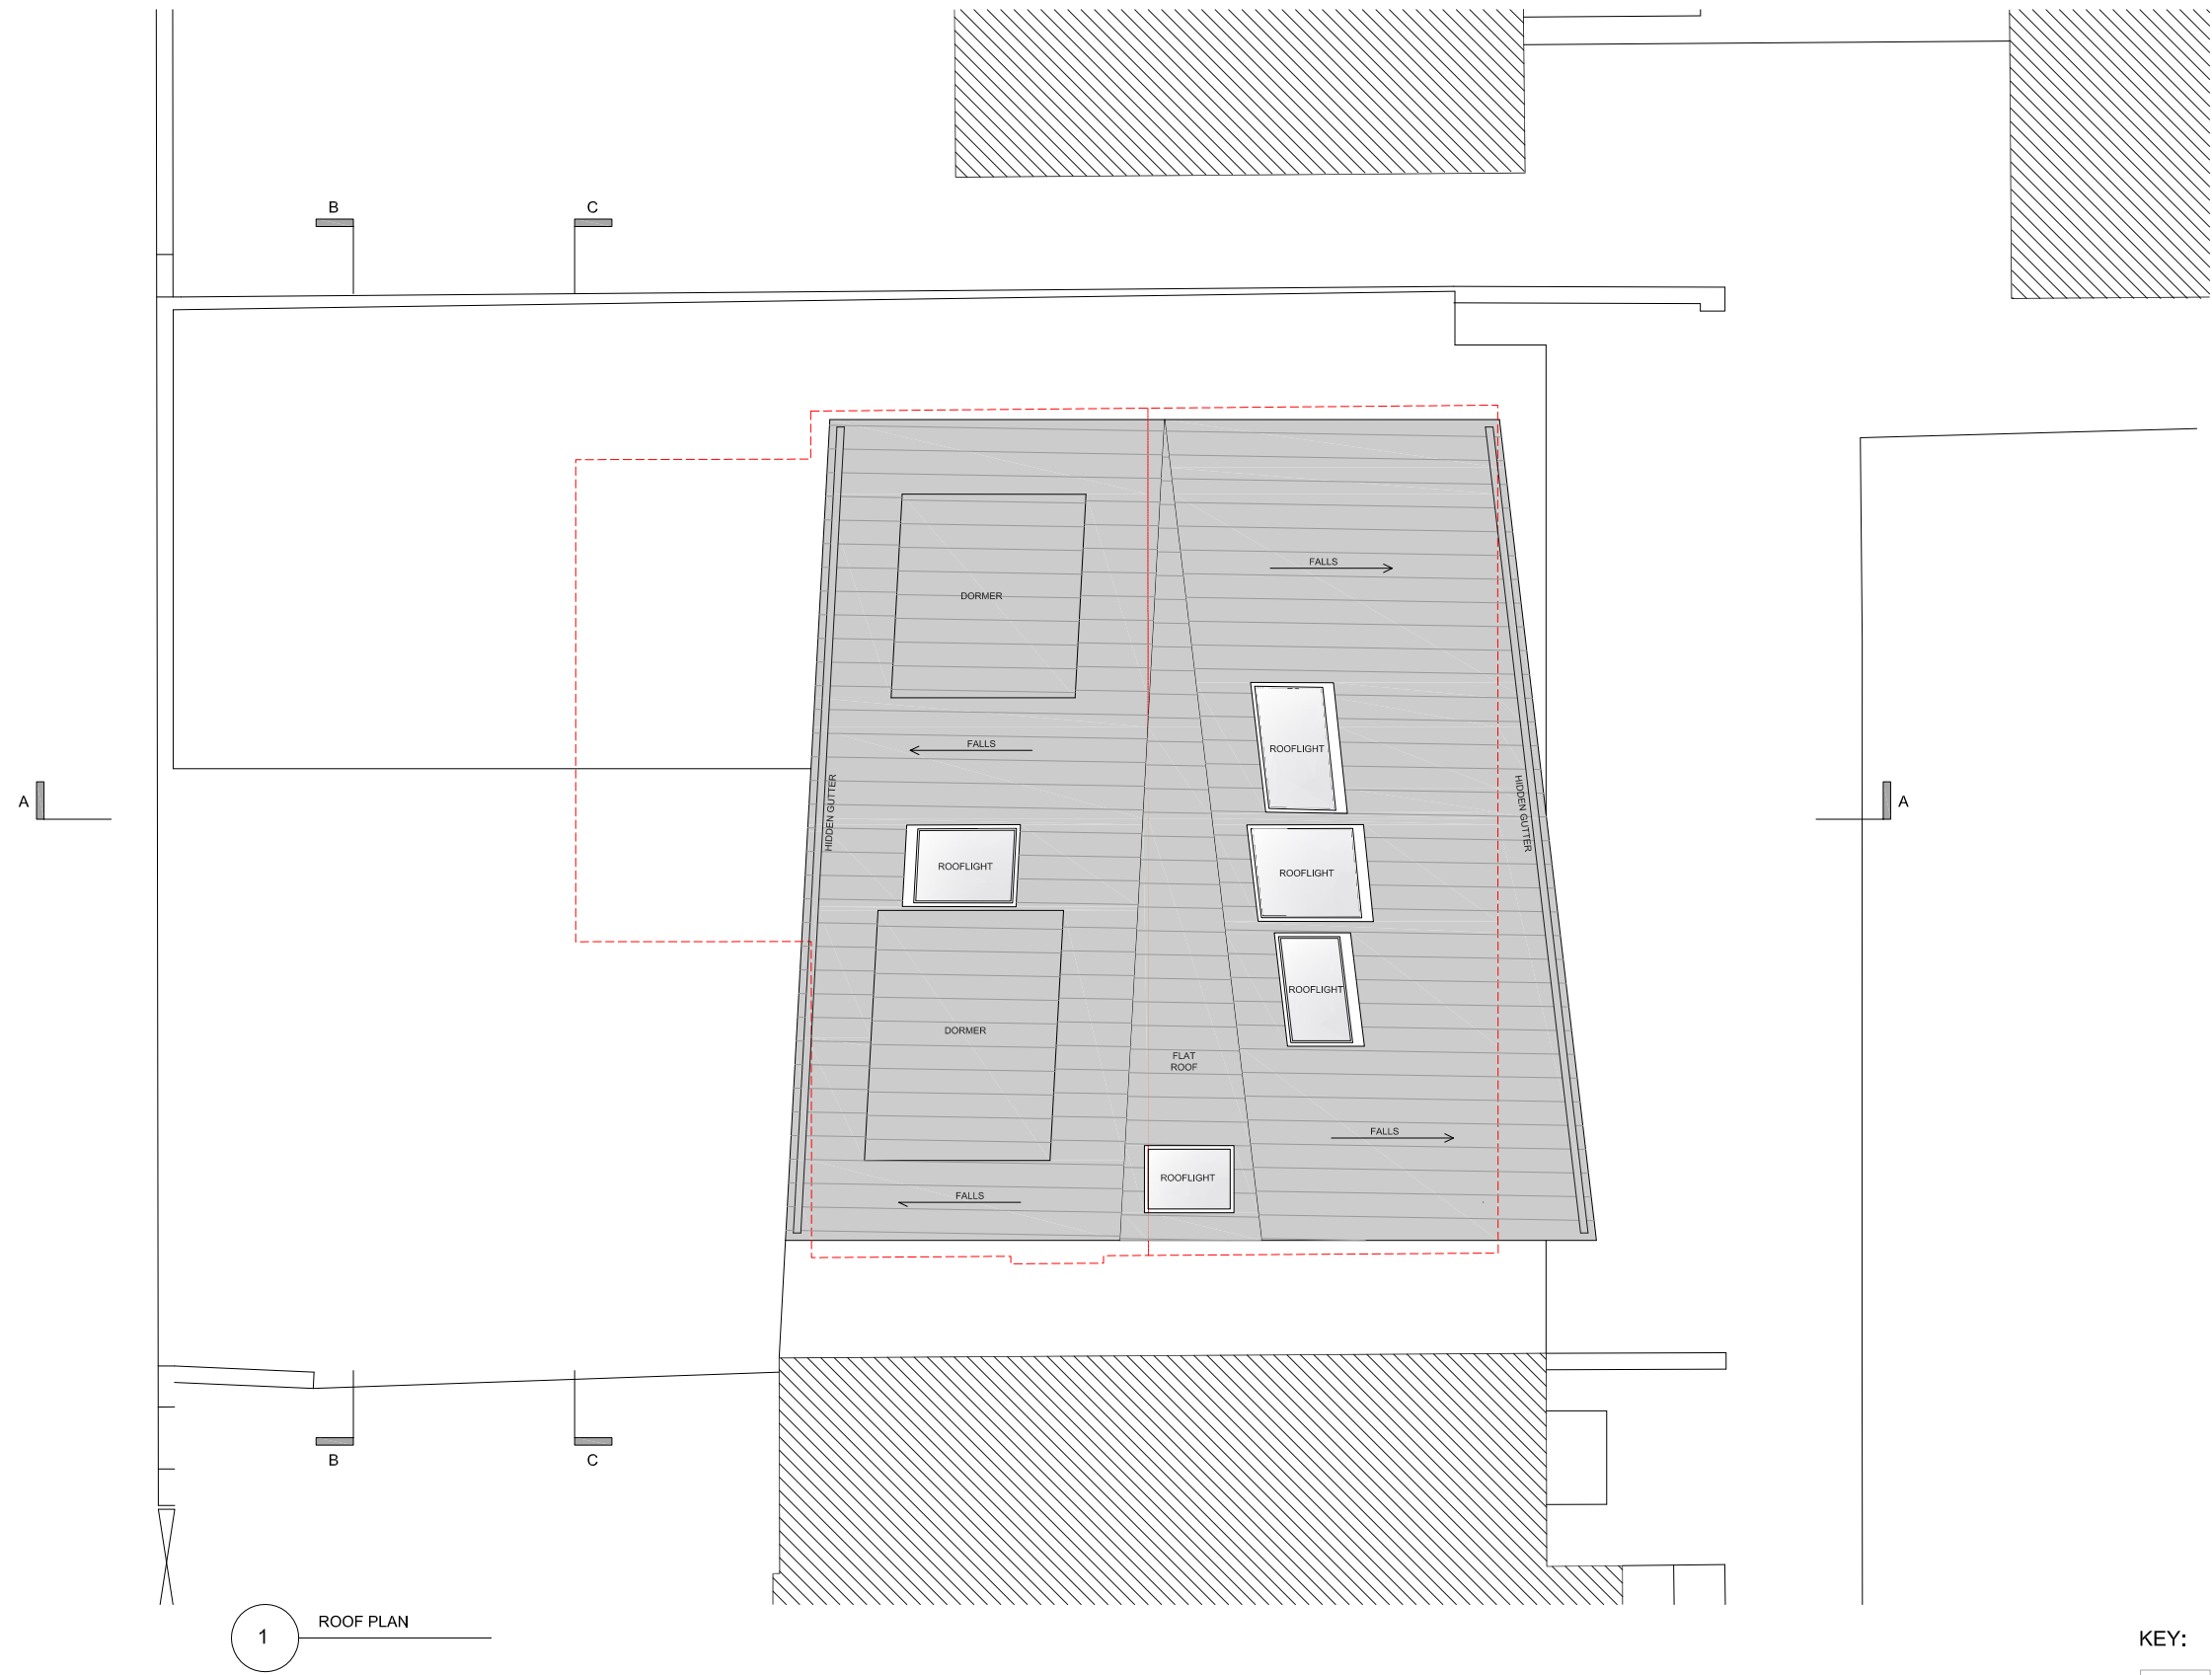 B
C
FALLS
DORMER
FALLS
ROOFLIGHT
HIDDEN GUTTER
HIDDEN GUTTER
A
A
ROOFLIGHT
ROOFLIGHT
ROOFLIGHT
DORMER
FLAT
ROOF
FALLS
ROOFLIGHT
FALLS
B
C
1
ROOF PLAN
KEY: